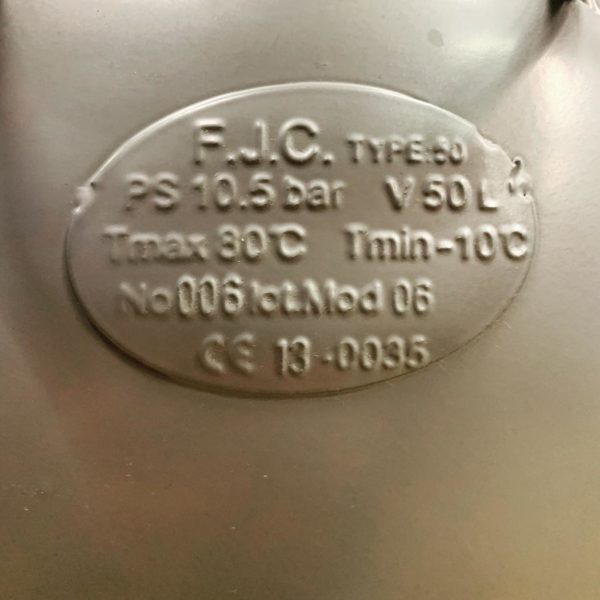 F.J.C. TYPE:50
PS 10.5 bar V 50 L
Tmax 80°C Tmin-10°C
No 006 lot.Mod 06
CE 13-0035